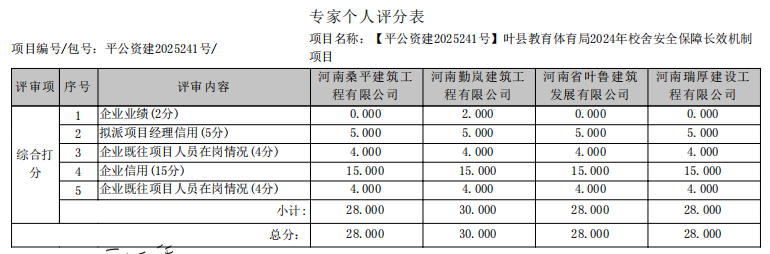 专家个人评分表
项目编号/包号：平公资建2025241号/
项目名称：【平公资建2025241号】叶县教育体育局2024年校舍安全保障长效机制
项目
评审项 序号 评审内容 河南桑平建筑工程有限公司 河南勤岚建筑工程有限公司 河南省叶鲁建筑发展有限公司 河南瑞厚建设工程有限公司
综合打分
1 企业业绩(2分) 0.000 2.000 0.000 0.000
2 拟派项目经理信用(5分) 5.000 5.000 5.000 5.000
3 企业既往项目人员在岗情况(4分) 4.000 4.000 4.000 4.000
4 企业信用(15分) 15.000 15.000 15.000 15.000
5 企业既往项目人员在岗情况(4分) 4.000 4.000 4.000 4.000
小计: 28.000 30.000 28.000 28.000
总分: 28.000 30.000 28.000 28.000